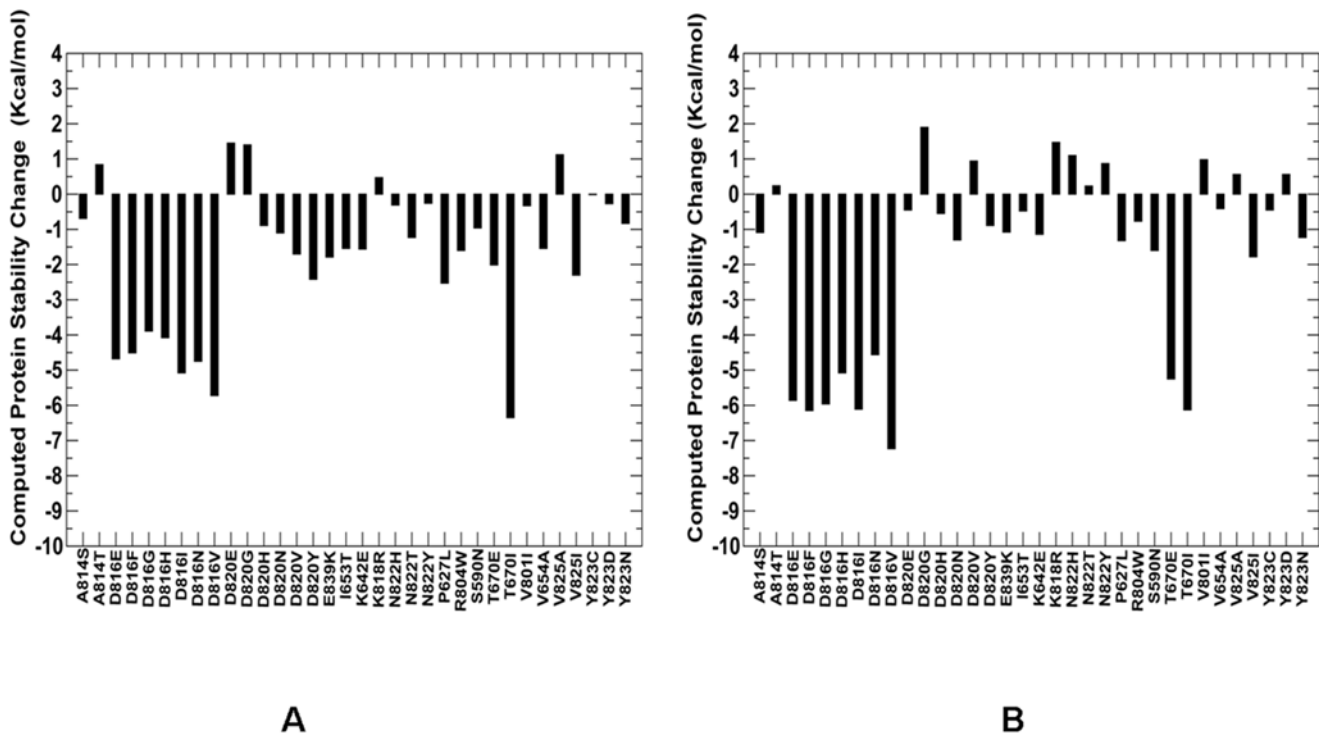 Computed Protein Stability Change (Kcal/mol)
4
3
2
1
0
-1
-2
-3
-4
-5
-6
-7
-8
-9
-10
A814S
A814T
D816E
D816F
D816G
D816H
D816I
D816N
D816V
D820E
D820G
D820H
D820N
D820V
D820Y
E839K
I653T
K642E
K818R
N822H
N822T
N822Y
P627L
R804W
S590N
T670E
T670I
V801I
V654A
V825A
V825I
Y823C
Y823D
Y823N
A
Computed Protein Stability Change (Kcal/mol)
4
3
2
1
0
-1
-2
-3
-4
-5
-6
-7
-8
-9
-10
A814S
A814T
D816E
D816F
D816G
D816H
D816I
D816N
D816V
D820E
D820G
D820H
D820N
D820V
D820Y
E839K
I653T
K642E
K818R
N822H
N822T
N822Y
P627L
R804W
S590N
T670E
T670I
V801I
V654A
V825A
V825I
Y823C
Y823D
Y823N
B